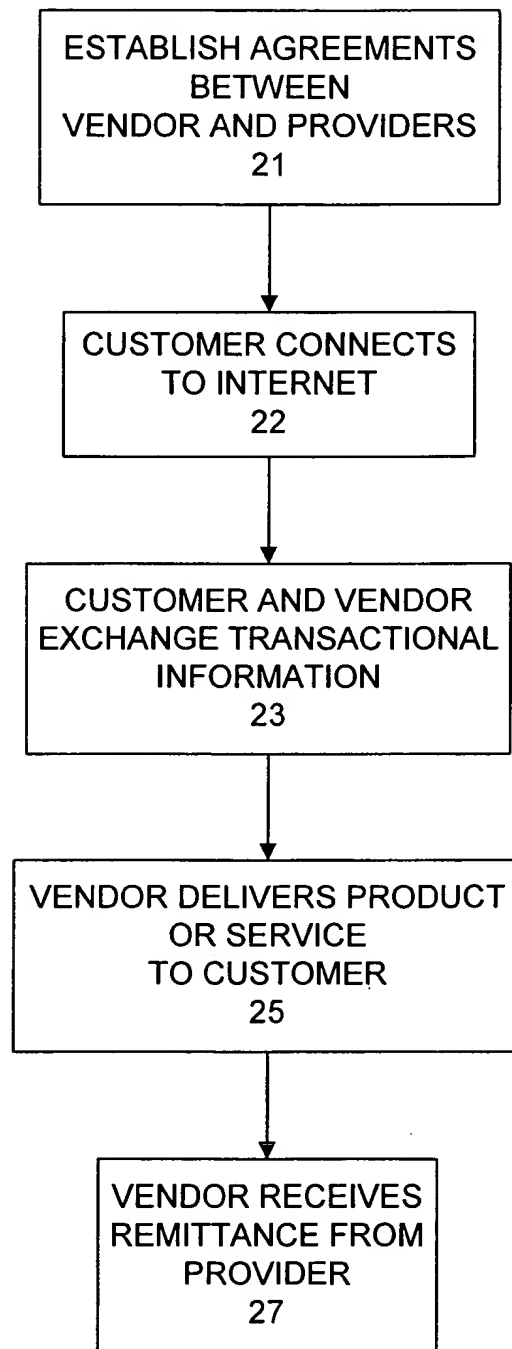 ESTABLISH AGREEMENTS
BETWEEN
VENDOR AND PROVIDERS
21
CUSTOMER CONNECTS
TO INTERNET
22
CUSTOMER AND VENDOR
EXCHANGE TRANSACTIONAL
INFORMATION
23
VENDOR DELIVERS PRODUCT
OR SERVICE
TO CUSTOMER
25
VENDOR RECEIVES
REMITTANCE FROM
PROVIDER
27